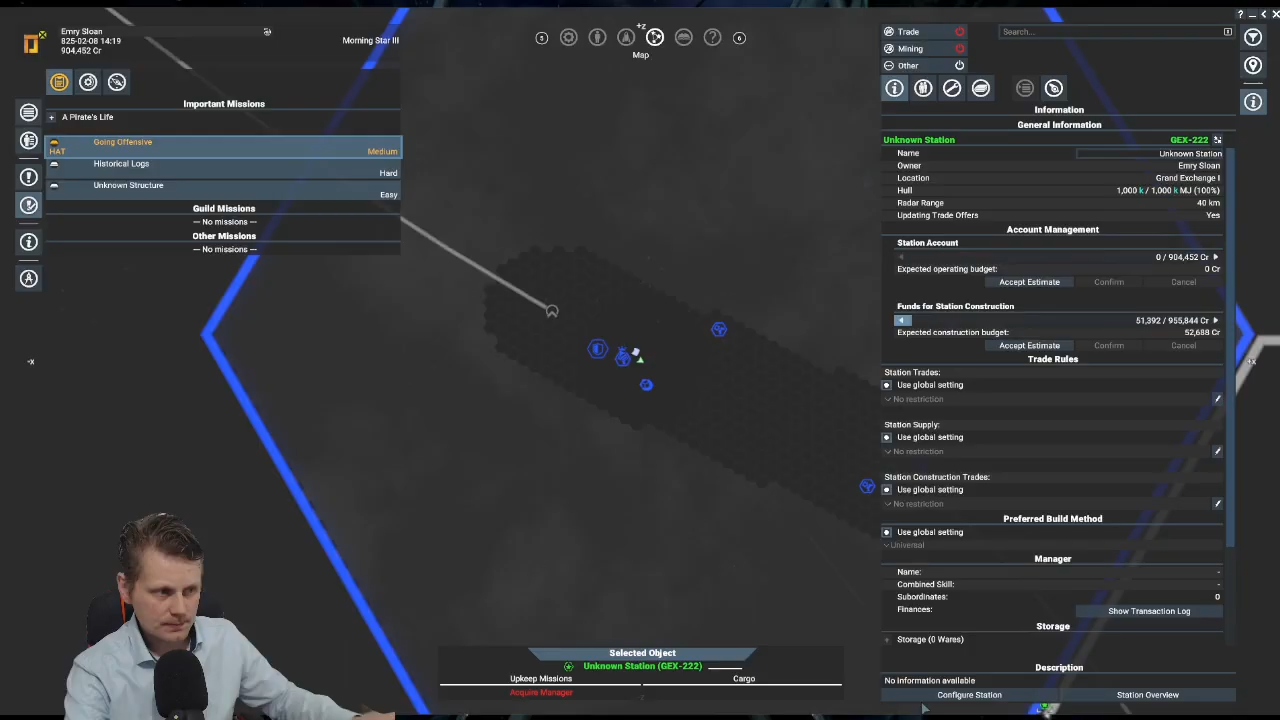 Emry Sloan
825-02-08 14:19
904,452 Cr
Morning Star III
+Z
Map
Important Missions
A Pirate's Life
Going Offensive
HAT
Medium
Historical Logs
Hard
Unknown Structure
Easy
Guild Missions
--- No missions ---
Other Missions
--- No missions ---
-X
+X
Trade
Mining
Other
Search...
Information
General Information
Unknown Station GEX-222
Name Unknown Station
Owner Emry Sloan
Location Grand Exchange I
Hull 1,000 k / 1,000 k MJ (100%)
Radar Range 40 km
Updating Trade Offers Yes
Account Management
Station Account
0 / 904,452 Cr
Expected operating budget: 0 Cr
Accept Estimate Confirm Cancel
Funds for Station Construction
51,392 / 955,844 Cr
Expected construction budget: 52,688 Cr
Accept Estimate Confirm Cancel
Trade Rules
Station Trades:
Use global setting
No restriction
Station Supply:
Use global setting
No restriction
Station Construction Trades:
Use global setting
No restriction
Preferred Build Method
Use global setting
Universal
Manager
Name: -
Combined Skill: -
Subordinates: 0
Finances: Show Transaction Log
Storage
Storage (0 Wares)
Description
No information available
Configure Station Station Overview
Selected Object
Unknown Station (GEX-222)
Upkeep Missions Cargo
Acquire Manager
-Z